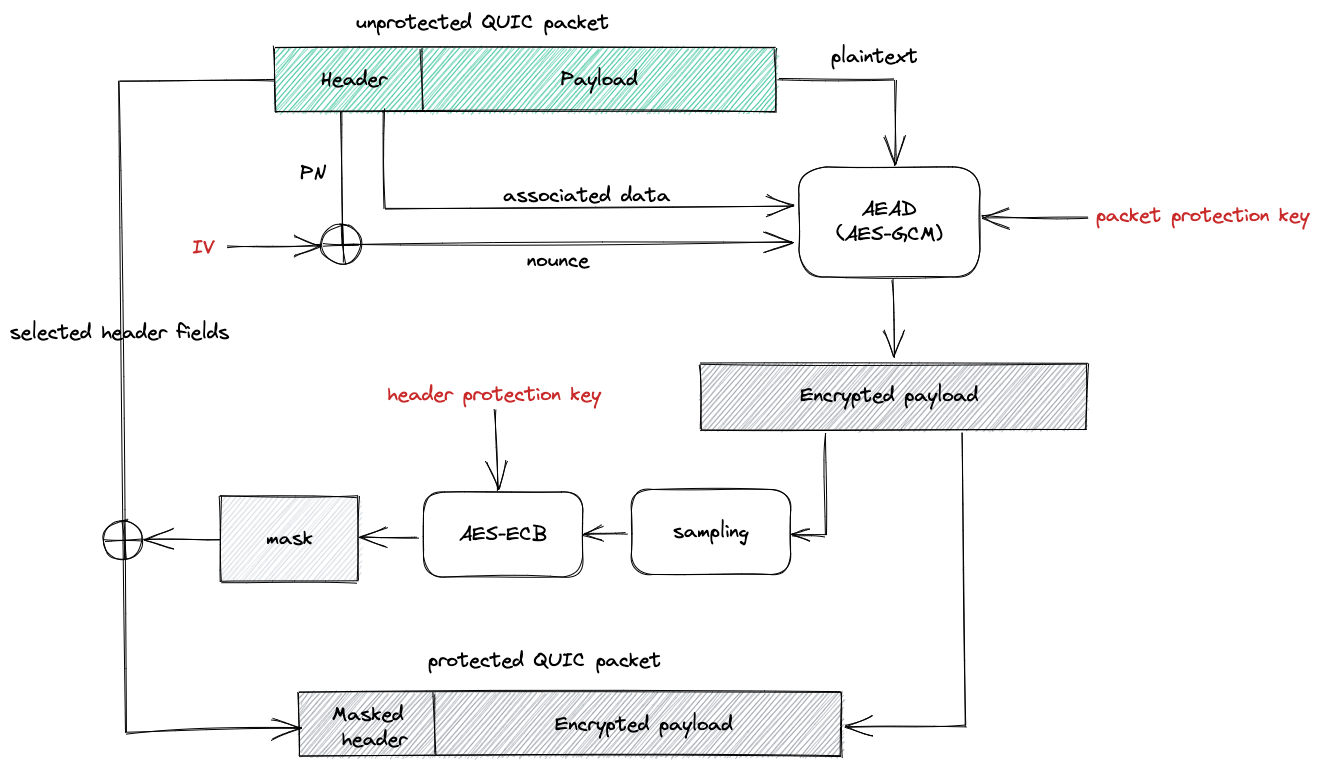 unprotected QUIC packet
plaintext
Header
Payload
PN
associated data
AEAD
(AES-GCM)
packet protection key
IV
nounce
selected header fields
header protection key
Encrypted payload
mask
AES-ECB
sampling
protected QUIC packet
Masked
header
Encrypted payload